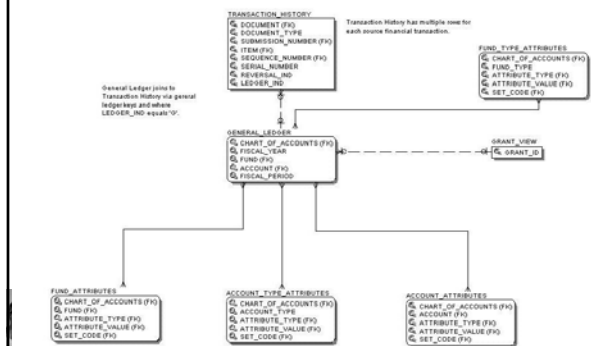 TRANSACTION_HISTORY
DOCUMENT (FK)
DOCUMENT_TYPE
SUBMISSION_NUMBER (FK)
ITEM (FK)
SEQUENCE_NUMBER (FK)
SERIAL_NUMBER
REVERSAL_IND
LEDGER_IND
Transaction History has multiple rows for
each source financial transaction.
FUND_TYPE_ATTRIBUTES
CHART_OF_ACCOUNTS (FK)
FUND_TYPE
ATTRIBUTE_TYPE (FK)
ATTRIBUTE_VALUE (FK)
SET_CODE (FK)
General Ledger joins to
Transaction History via general
ledger keys and where
LEDGER_IND equals 'G'.
GENERAL_LEDGER
CHART_OF_ACCOUNTS (FK)
FISCAL_YEAR
FUND (FK)
ACCOUNT (FK)
FISCAL_PERIOD
GRANT_VIEW
GRANT_ID
FUND_ATTRIBUTES
CHART_OF_ACCOUNTS (FK)
FUND (FK)
ATTRIBUTE_TYPE (FK)
ATTRIBUTE_VALUE (FK)
SET_CODE (FK)
ACCOUNT_TYPE_ATTRIBUTES
CHART_OF_ACCOUNTS (FK)
ACCOUNT_TYPE
ATTRIBUTE_TYPE (FK)
ATTRIBUTE_VALUE (FK)
SET_CODE (FK)
ACCOUNT_ATTRIBUTES
CHART_OF_ACCOUNTS (FK)
ACCOUNT (FK)
ATTRIBUTE_TYPE (FK)
ATTRIBUTE_VALUE (FK)
SET_CODE (FK)